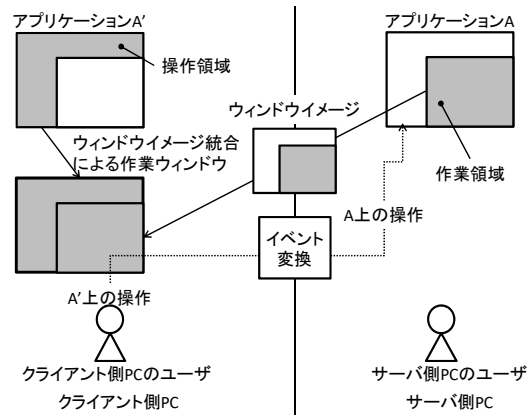 アプリケーションA’
アプリケーションA
操作領域
ウィンドウイメージ
ウィンドウイメージ統合
による作業ウィンドウ
作業領域
A上の操作
イベント
変換
A’上の操作
クライアント側PCのユーザ
サーバ側PCのユーザ
クライアント側PC
サーバ側PC